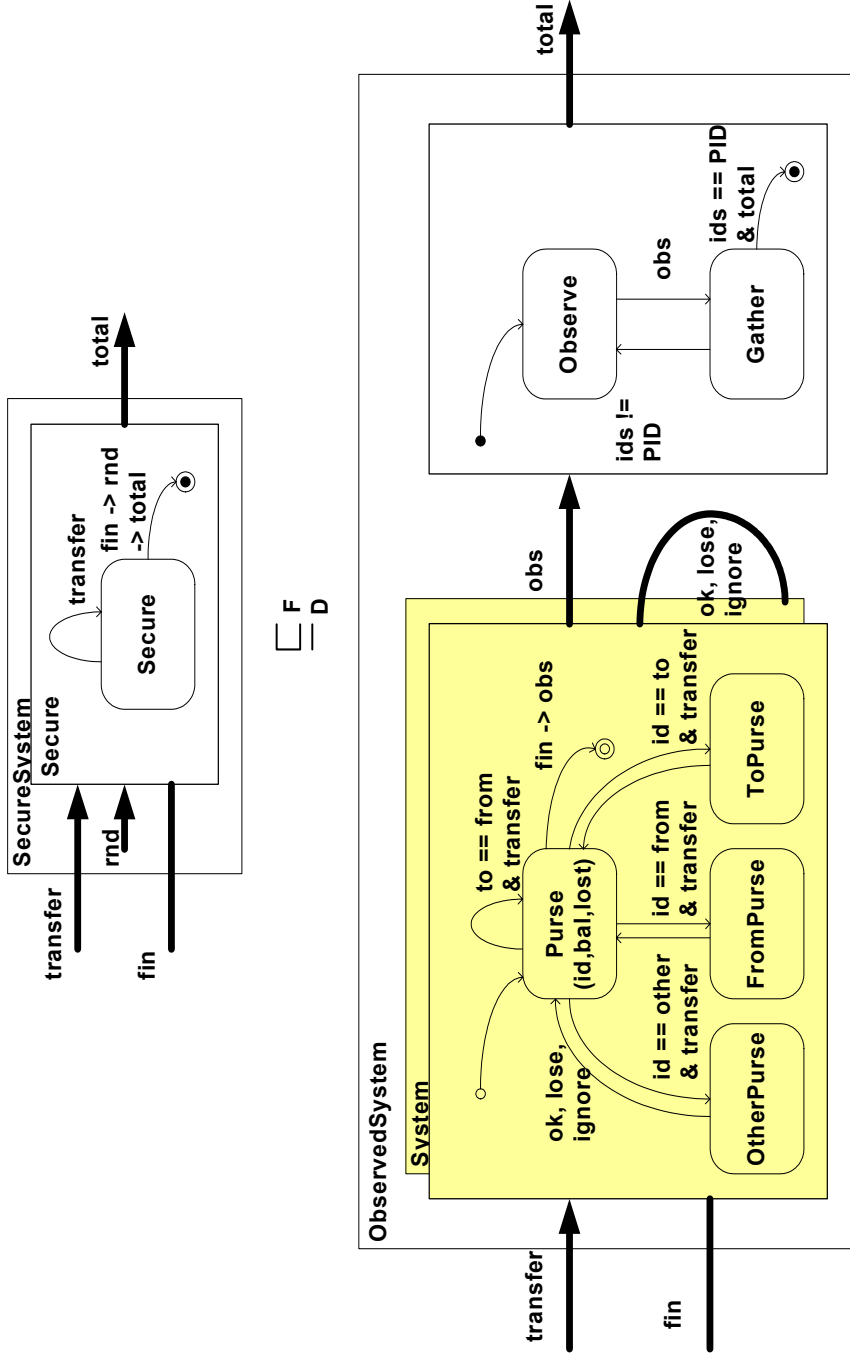 SecureSystem
Secure
transfer
rnd
fin
Secure
transfer
fin -> rnd
-> total
total
⊑ F
D
ObservedSystem
System
transfer
fin
to == from
& transfer
Purse
(id,bal,lost)
fin -> obs
ok, lose,
ignore
id == other
& transfer
id == from
& transfer
id == to
& transfer
OtherPurse
FromPurse
ToPurse
obs
ok, lose,
ignore
Observe
ids !=
PID
obs
Gather
ids == PID
& total
total